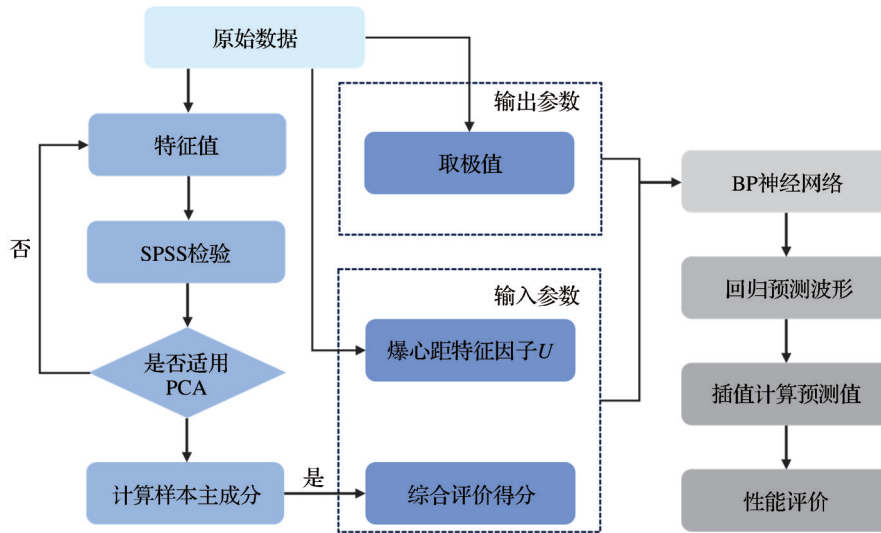 原始数据
特征值
SPSS检验
否
是否适用
PCA
计算样本主成分
是
输出参数
取极值
输入参数
爆心距特征因子U
综合评价得分
BP神经网络
回归预测波形
插值计算预测值
性能评价